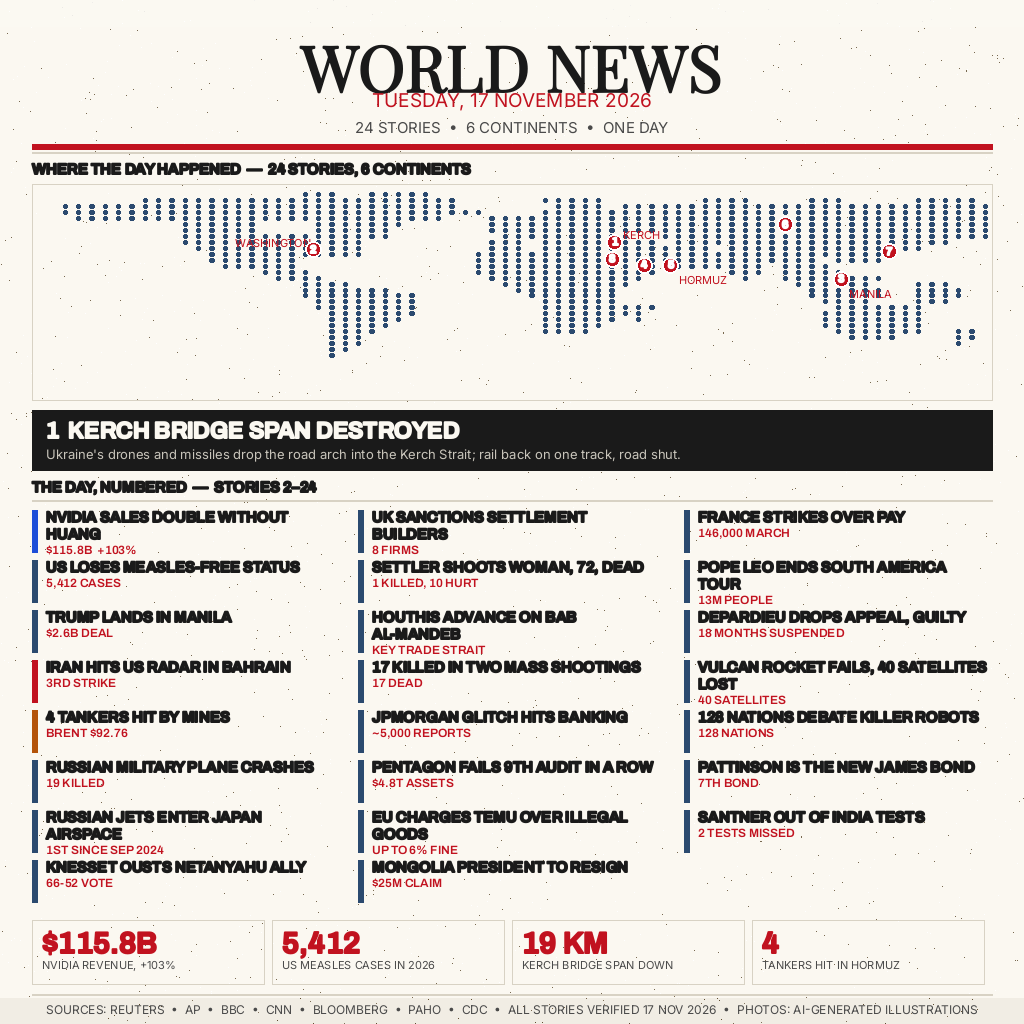 WORLD NEWS
TUESDAY, 17 NOVEMBER 2026
24 STORIES • 6 CONTINENTS • ONE DAY
WHERE THE DAY HAPPENED — 24 STORIES, 6 CONTINENTS
KERCH
WASHINGTON
7
HORMUZ
MANILA
1 KERCH BRIDGE SPAN DESTROYED
Ukraine's drones and missiles drop the road arch into the Kerch Strait; rail back on one track, road shut.
THE DAY, NUMBERED — STORIES 2–24
NVIDIA SALES DOUBLE WITHOUT
HUANG
$115.8B +103%
US LOSES MEASLES-FREE STATUS
5,412 CASES
TRUMP LANDS IN MANILA
$2.6B DEAL
IRAN HITS US RADAR IN BAHRAIN
3RD STRIKE
4 TANKERS HIT BY MINES
BRENT $92.76
RUSSIAN MILITARY PLANE CRASHES
19 KILLED
RUSSIAN JETS ENTER JAPAN
AIRSPACE
1ST SINCE SEP 2024
KNESSET OUSTS NETANYAHU ALLY
66-52 VOTE
UK SANCTIONS SETTLEMENT
BUILDERS
8 FIRMS
SETTLER SHOOTS WOMAN, 72, DEAD
1 KILLED, 10 HURT
HOUTHIS ADVANCE ON BAB
AL-MANDEB
KEY TRADE STRAIT
17 KILLED IN TWO MASS SHOOTINGS
17 DEAD
JPMORGAN GLITCH HITS BANKING
~5,000 REPORTS
PENTAGON FAILS 9TH AUDIT IN A ROW
$4.8T ASSETS
EU CHARGES TEMU OVER ILLEGAL
GOODS
UP TO 6% FINE
MONGOLIA PRESIDENT TO RESIGN
$25M CLAIM
FRANCE STRIKES OVER PAY
146,000 MARCH
POPE LEO ENDS SOUTH AMERICA
TOUR
13M PEOPLE
DEPARDIEU DROPS APPEAL, GUILTY
18 MONTHS SUSPENDED
VULCAN ROCKET FAILS, 40 SATELLITES
LOST
40 SATELLITES
128 NATIONS DEBATE KILLER ROBOTS
128 NATIONS
PATTINSON IS THE NEW JAMES BOND
7TH BOND
SANTNER OUT OF INDIA TESTS
2 TESTS MISSED
$115.8B
NVIDIA REVENUE, +103%
5,412
US MEASLES CASES IN 2026
19 KM
KERCH BRIDGE SPAN DOWN
4
TANKERS HIT IN HORMUZ
SOURCES: REUTERS • AP • BBC • CNN • BLOOMBERG • PAHO • CDC • ALL STORIES VERIFIED 17 NOV 2026 • PHOTOS: AI-GENERATED ILLUSTRATIONS